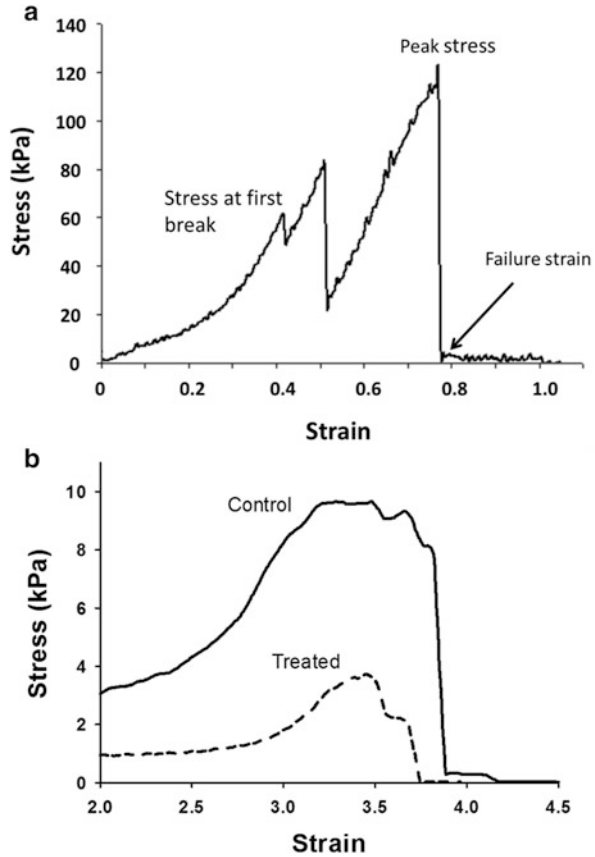 a
140
120
100
80
60
40
20
0
Stress (kPa)
Peak stress
Stress at first
break
Failure strain
0
0.2
0.4
0.6
0.8
1.0
Strain
b
10
8
6
4
2
0
Stress (kPa)
Control
Treated
2.0
2.5
3.0
3.5
4.0
4.5
Strain